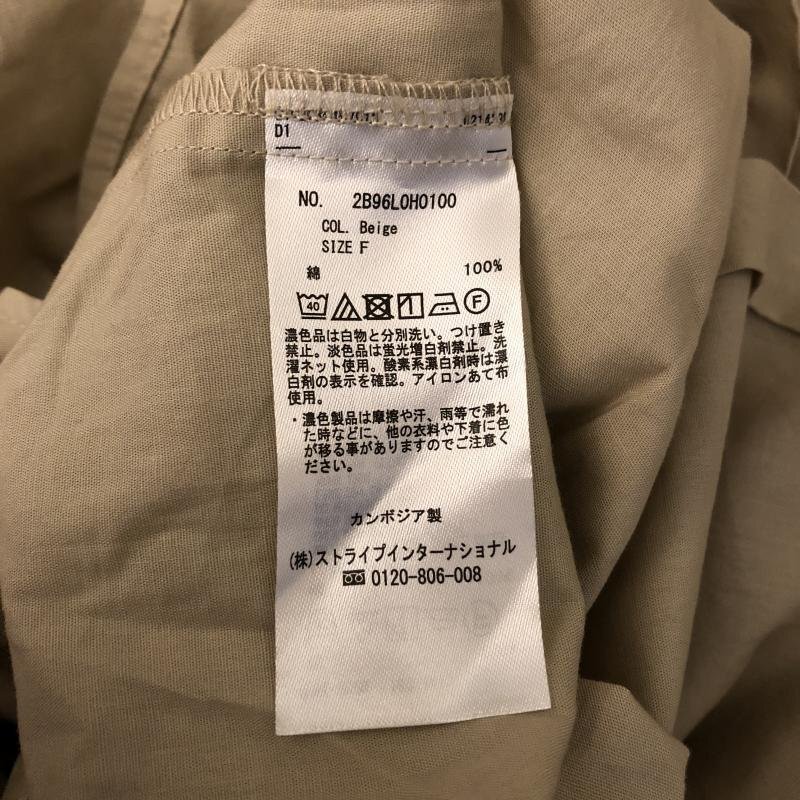 D1
NO. 2B96L0H0100
COL. Beige
SIZE F
綿 100%
40 F
濃色品は白物と分別洗い。つけ置き
禁止。淡色品は蛍光増白剤禁止。洗
濯ネット使用。酸素系漂白剤時は漂
白剤の表示を確認。アイロンあて布
使用。
・濃色製品は摩擦や汗、雨等で濡れ
た時などに、他の衣料や下着に色
が移る事がありますのでご注意く
ださい。
カンボジア製
(株)ストライプインターナショナル
0120-806-008